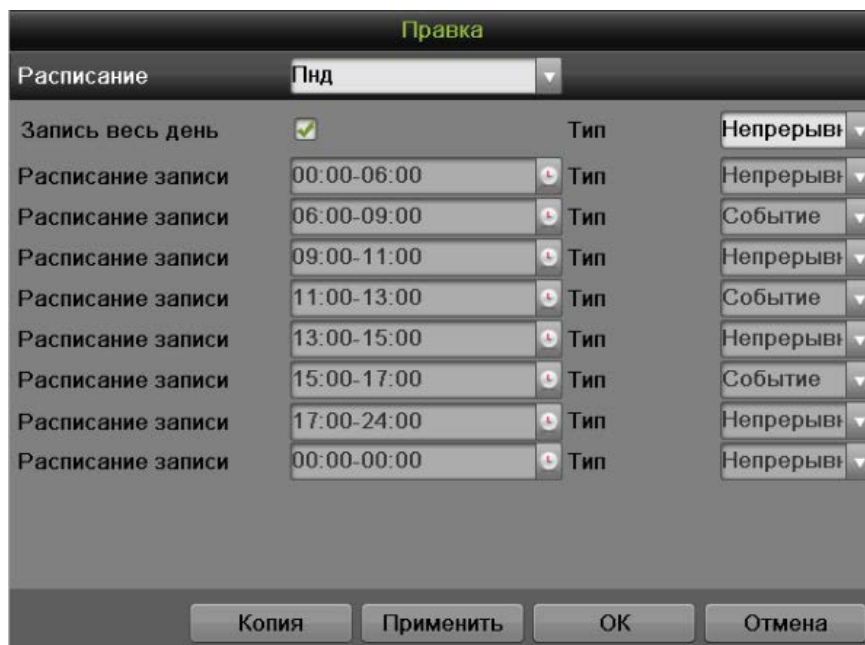 Правка
Расписание Пнд
Запись весь день Тип Непрерывн
Расписание записи 00:00-06:00 Тип Непрерывн
Расписание записи 06:00-09:00 Тип Событие
Расписание записи 09:00-11:00 Тип Непрерывн
Расписание записи 11:00-13:00 Тип Событие
Расписание записи 13:00-15:00 Тип Непрерывн
Расписание записи 15:00-17:00 Тип Событие
Расписание записи 17:00-24:00 Тип Непрерывн
Расписание записи 00:00-00:00 Тип Непрерывн
Копия Применить ОК Отмена